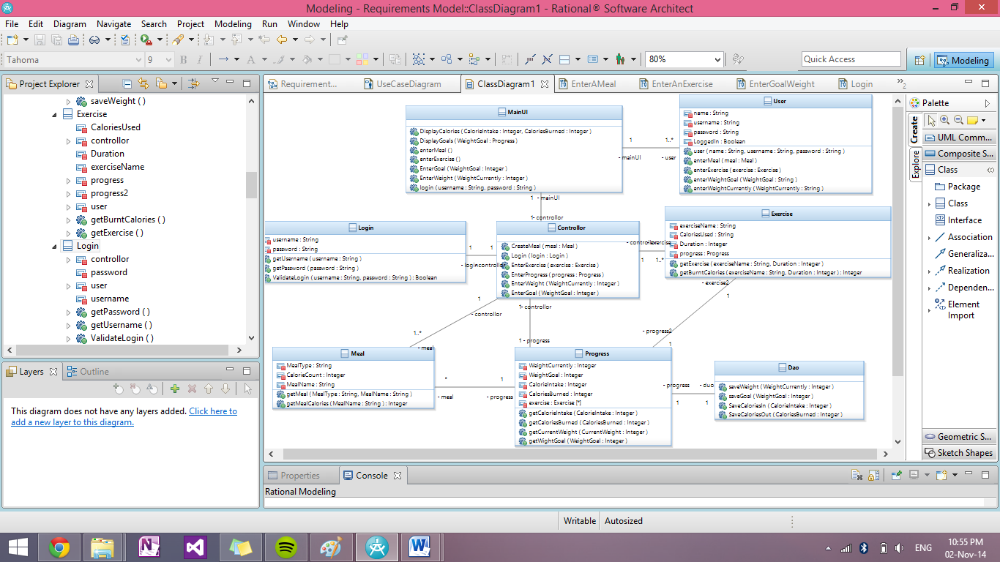 Modeling - Requirements Model::ClassDiagram1 - Rational® Software Architect
File Edit Diagram Navigate Search Project Modeling Run Window Help
Tahoma 9 B I A 80% Quick Access Modeling
Project Explorer
saveWeight ( )
Exercise
CaloriesUsed
controllor
Duration
exerciseName
progress
progress2
user
getBurntCalories ( )
getExercise ( )
Login
controllor
password
user
username
getPassword ( )
getUsername ( )
ValidateLogin ( )
Layers Outline
This diagram does not have any layers added. Click here to
add a new layer to this diagram.
Requirement... UseCaseDiagram ClassDiagram1 EnterAMeal EnterAnExercise EnterGoalWeight Login »2
MainUI
DisplayCalories ( CalorieIntake : Integer, CaloriesBurned : Integer )
DisplayGoals ( WeightGoal : Progress )
enterMeal ( )
enterExercise ( )
EnterGoal ( WeightGoal : Integer )
EnterWeight ( WeightCurrently : Integer )
login ( username : String, password : String )
1 1..*
- mainUI - user
User
name : String
username : String
password : String
LoggedIn : Boolean
user ( name : String, username : String, password : String )
enterMeal ( meal : Meal )
enterExercise ( exercise : Exercise )
enterWeightGoal ( WeightGoal : String )
enterWeightCurrently ( WeightCurrently : String )
1 - mainUI
1 - controllor
Login
username : String
password : String
getUsername ( username : String )
getPassword ( password : String )
ValidateLogin ( username : String, password : String ) : Boolean
1 1
- login - controllor
Controllor
CreateMeal ( meal : Meal )
Login ( login : Login )
EnterExercise ( exercise : Exercise )
EnterProgress ( progress : Progress )
EnterWeight ( WeightCurrently : Integer )
EnterGoal ( WeightGoal : Integer )
- controllor - exercise
1 1..*
Exercise
exerciseName : String
CaloriesUsed : String
Duration : Integer
progress : Progress
getExercise ( exerciseName : String, Duration : Integer )
getBurntCalories ( exerciseName : String, Duration : Integer ) : Integer
- exercise2
1
1
- controllor
1 - controllor
1..*
- meal
1 - progress
- progress2
1
Meal
MealType : String
CalorieCount : Integer
MealName : String
getMeal ( MealType : String, MealName : String )
getMealCalories ( MealName : String ) : Integer
* 1
- meal - progress
Progress
WeightCurrently : Integer
WeightGoal : Integer
CalorieIntake : Integer
CaloriesBurned : Integer
exercise : Exercise [*]
getCalorieIntake ( CalorieIntake : Integer )
getCaloriesBurned ( CaloriesBurned : Integer )
getCurrentWeight ( CurrentWeight : Integer )
getWightGoal ( WeightGoal : Integer )
- progress - duo
1 1
Dao
saveWeight ( WeightCurrently : Integer )
saveGoal ( WeightGoal : Integer )
SaveCaloriesIn ( CalorieIntake : Integer )
SaveCaloriesOut ( CaloriesBurned : Integer )
Palette
Create
Explore
UML Comm...
Composite S...
Class
Package
Class
Interface
Association
Generaliza...
Realization
Dependen...
Element
Import
Geometric S...
Sketch Shapes
Properties Console
Rational Modeling
Writable Autosized
ENG
10:55 PM
02-Nov-14